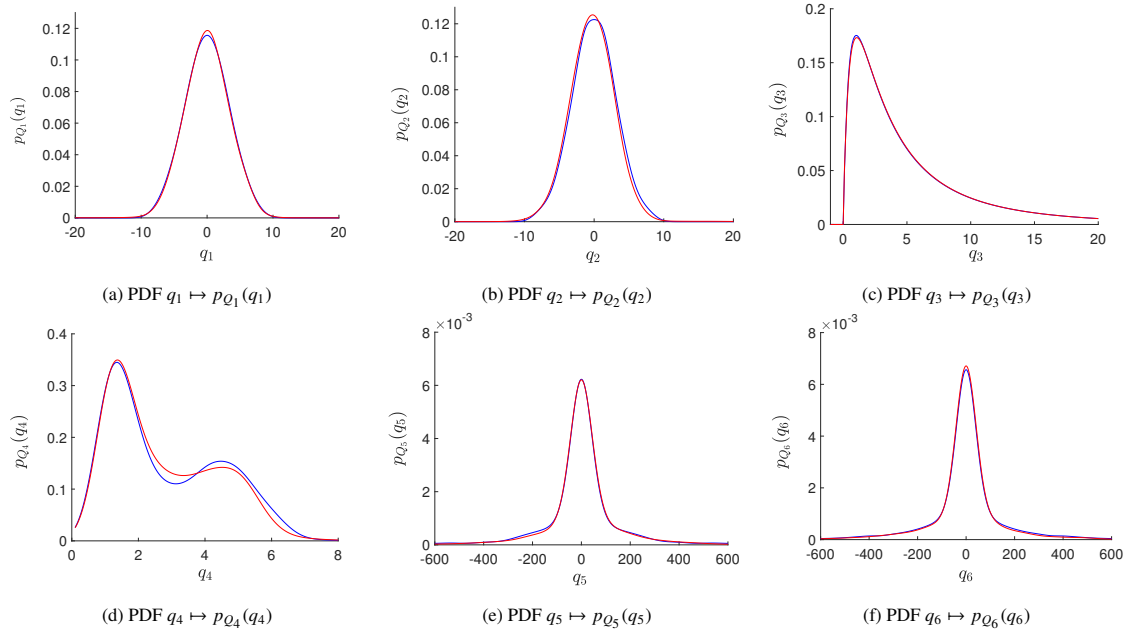 0.12
0.1
0.08
0.06
0.04
0.02
0
-20 -10 0 10 20
p_{Q_1}(q_1)
q_1
(a) PDF q_1 ↦ p_{Q_1}(q_1)
0.12
0.1
0.08
0.06
0.04
0.02
0
-20 -10 0 10 20
p_{Q_2}(q_2)
q_2
(b) PDF q_2 ↦ p_{Q_2}(q_2)
0.2
0.15
0.1
0.05
0
0 5 10 15 20
p_{Q_3}(q_3)
q_3
(c) PDF q_3 ↦ p_{Q_3}(q_3)
0.4
0.3
0.2
0.1
0
0 2 4 6 8
p_{Q_4}(q_4)
q_4
(d) PDF q_4 ↦ p_{Q_4}(q_4)
×10^{-3}
8
6
4
2
0
-600 -400 -200 0 200 400 600
p_{Q_5}(q_5)
q_5
(e) PDF q_5 ↦ p_{Q_5}(q_5)
×10^{-3}
8
6
4
2
0
-600 -400 -200 0 200 400 600
p_{Q_6}(q_6)
q_6
(f) PDF q_6 ↦ p_{Q_6}(q_6)